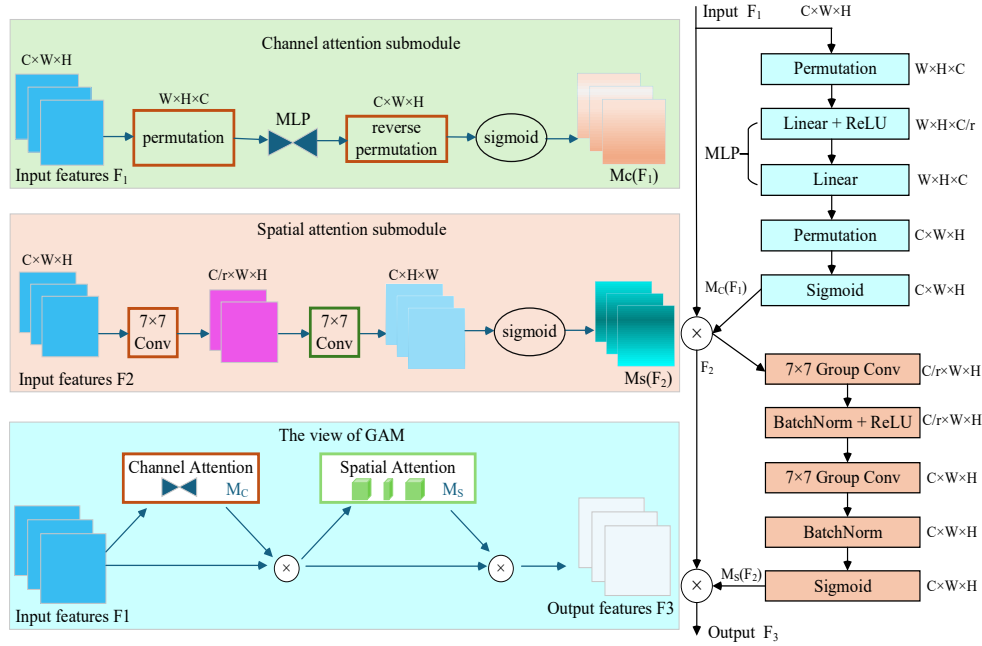 Channel attention submodule
C×W×H
W×H×C
permutation
MLP
C×W×H
reverse
permutation
sigmoid
Input features F1
Mc(F1)
Spatial attention submodule
C×W×H
C/r×W×H
C×H×W
7×7
Conv
7×7
Conv
sigmoid
Input features F2
Ms(F2)
The view of GAM
Channel Attention
MC
Spatial Attention
MS
×
×
Input features F1
Output features F3
Input F1
C×W×H
Permutation
W×H×C
MLP
Linear + ReLU
W×H×C/r
Linear
W×H×C
Permutation
C×W×H
MC(F1)
Sigmoid
C×W×H
×
F2
7×7 Group Conv
C/r×W×H
BatchNorm + ReLU
C/r×W×H
7×7 Group Conv
C×W×H
BatchNorm
C×W×H
MS(F2)
Sigmoid
C×W×H
×
Output F3